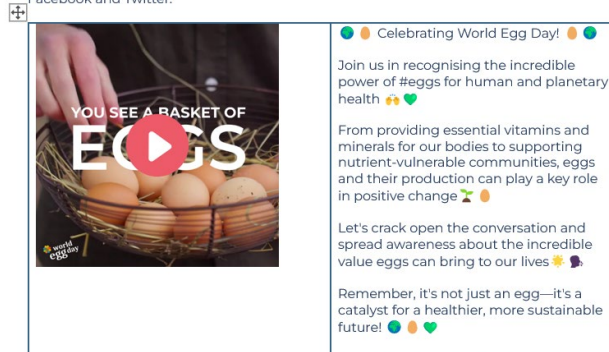 Facebook and Twitter.
YOU SEE A BASKET OF
EGGS
world
egg day
🌍 🥚 Celebrating World Egg Day! 🥚 🌍
Join us in recognising the incredible
power of #eggs for human and planetary
health 🙌 💚
From providing essential vitamins and
minerals for our bodies to supporting
nutrient-vulnerable communities, eggs
and their production can play a key role
in positive change 🌱 🥚
Let's crack open the conversation and
spread awareness about the incredible
value eggs can bring to our lives 🌟 🗣
Remember, it's not just an egg—it's a
catalyst for a healthier, more sustainable
future! 🌍 🥚 💚